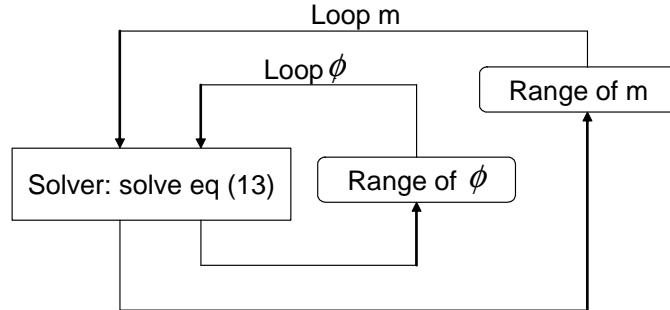 Loop m
Loop ϕ
Range of m
Solver: solve eq (13)
Range of ϕ